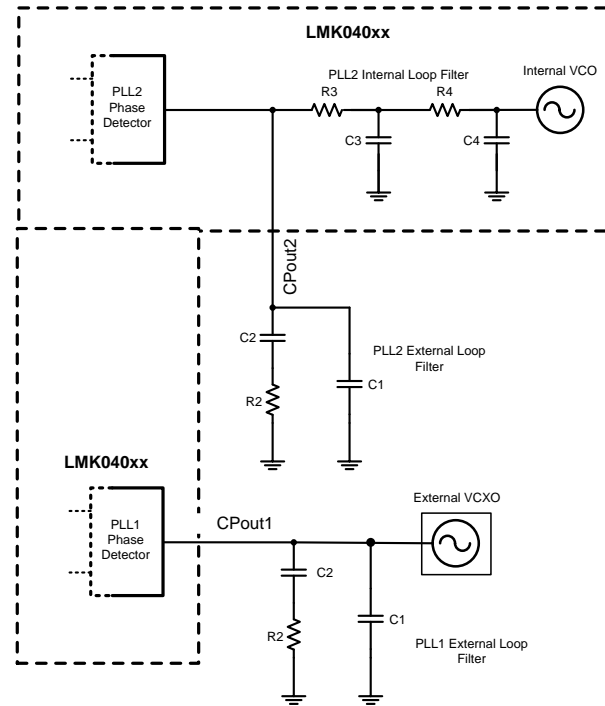 LMK040xx
PLL2
Phase
Detector
PLL2 Internal Loop Filter
Internal VCO
R3
R4
C3
C4
CPout2
C2
R2
C1
PLL2 External Loop
Filter
LMK040xx
PLL1
Phase
Detector
CPout1
External VCXO
C2
R2
C1
PLL1 External Loop
Filter